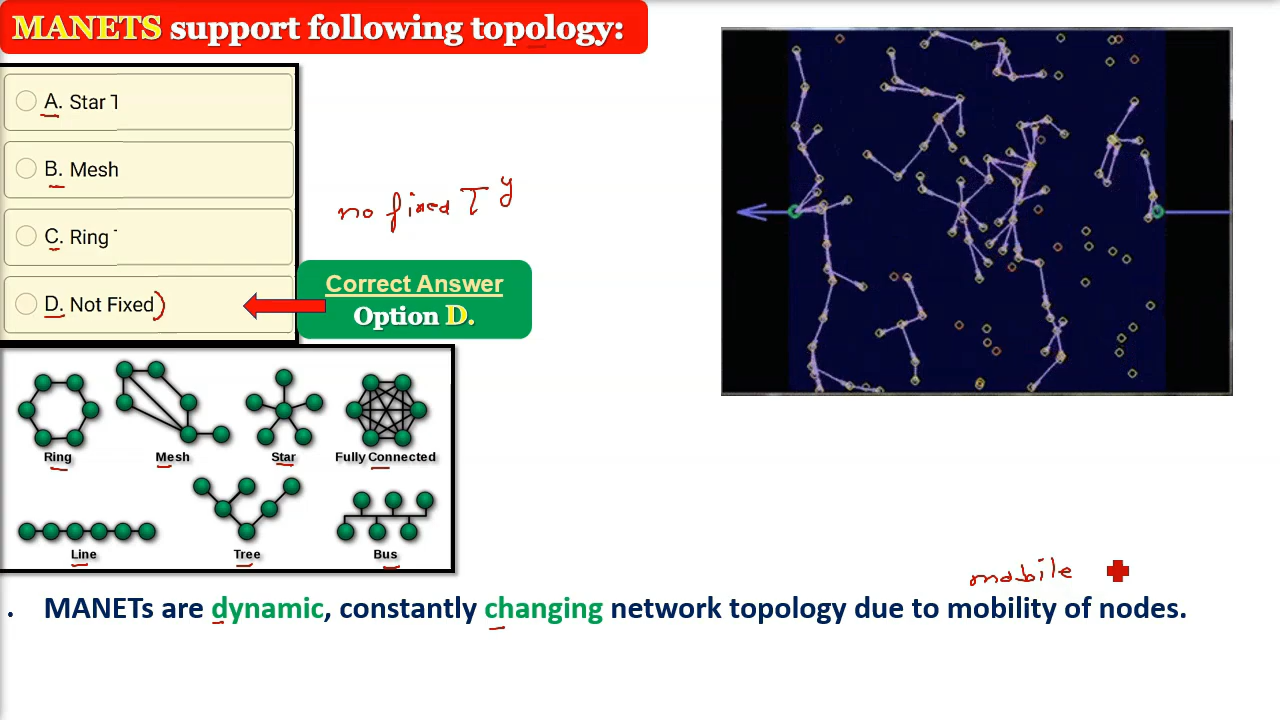 MANETS support following topology:
A. Star T
B. Mesh
C. Ring
D. Not Fixed)
no fixed T y
Correct Answer
Option D.
Ring Mesh Star Fully Connected
Line Tree Bus
mobile
. MANETs are dynamic, constantly changing network topology due to mobility of nodes.